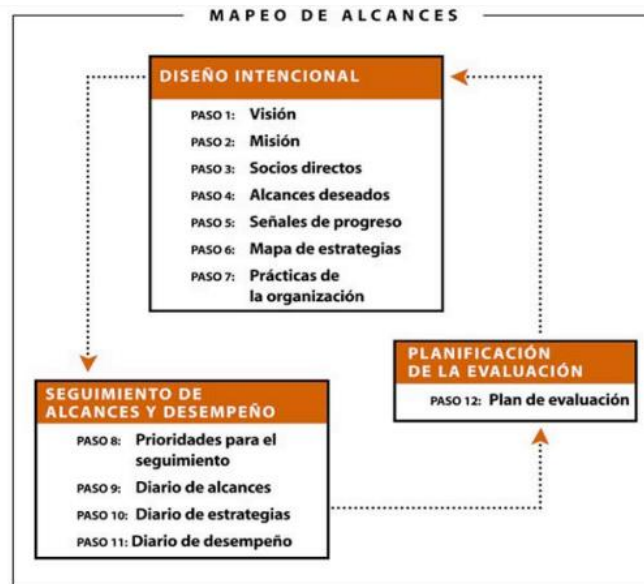 MAPEO DE ALCANCES
DISEÑO INTENCIONAL
PASO 1: Visión
PASO 2: Misión
PASO 3: Socios directos
PASO 4: Alcances deseados
PASO 5: Señales de progreso
PASO 6: Mapa de estrategias
PASO 7: Prácticas de
la organización
SEGUIMIENTO DE
ALCANCES Y DESEMPEÑO
PASO 8: Prioridades para el
seguimiento
PASO 9: Diario de alcances
PASO 10: Diario de estrategias
PASO 11: Diario de desempeño
PLANIFICACIÓN
DE LA EVALUACIÓN
PASO 12: Plan de evaluación